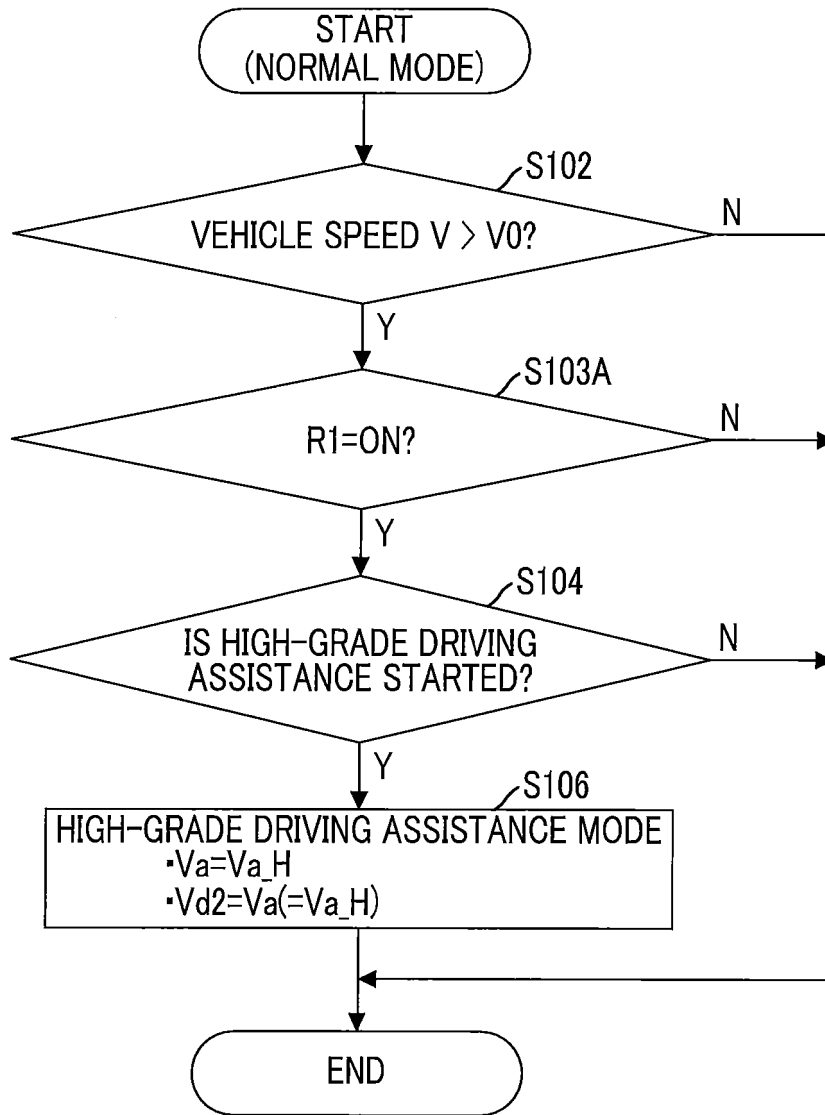 START
(NORMAL MODE)
S102
VEHICLE SPEED V > V0?
N
Y
S103A
R1=ON?
N
Y
S104
IS HIGH-GRADE DRIVING
ASSISTANCE STARTED?
N
Y
S106
HIGH-GRADE DRIVING ASSISTANCE MODE
・Va=Va_H
・Vd2=Va(=Va_H)
END